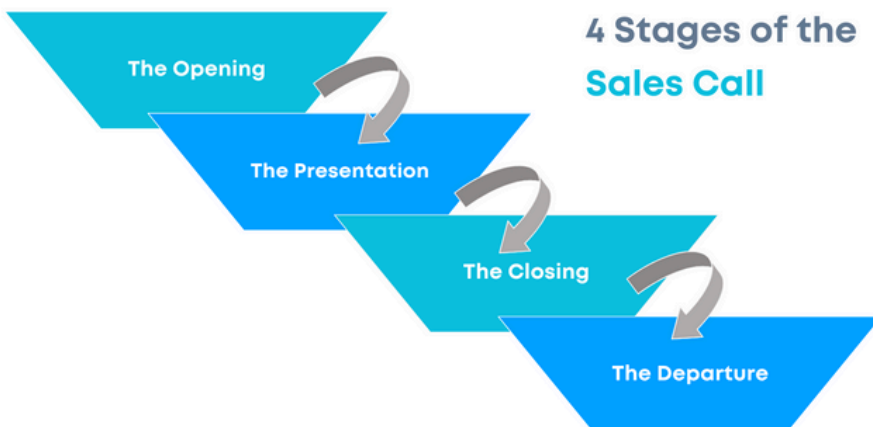 4 Stages of the
Sales Call
The Opening
The Presentation
The Closing
The Departure